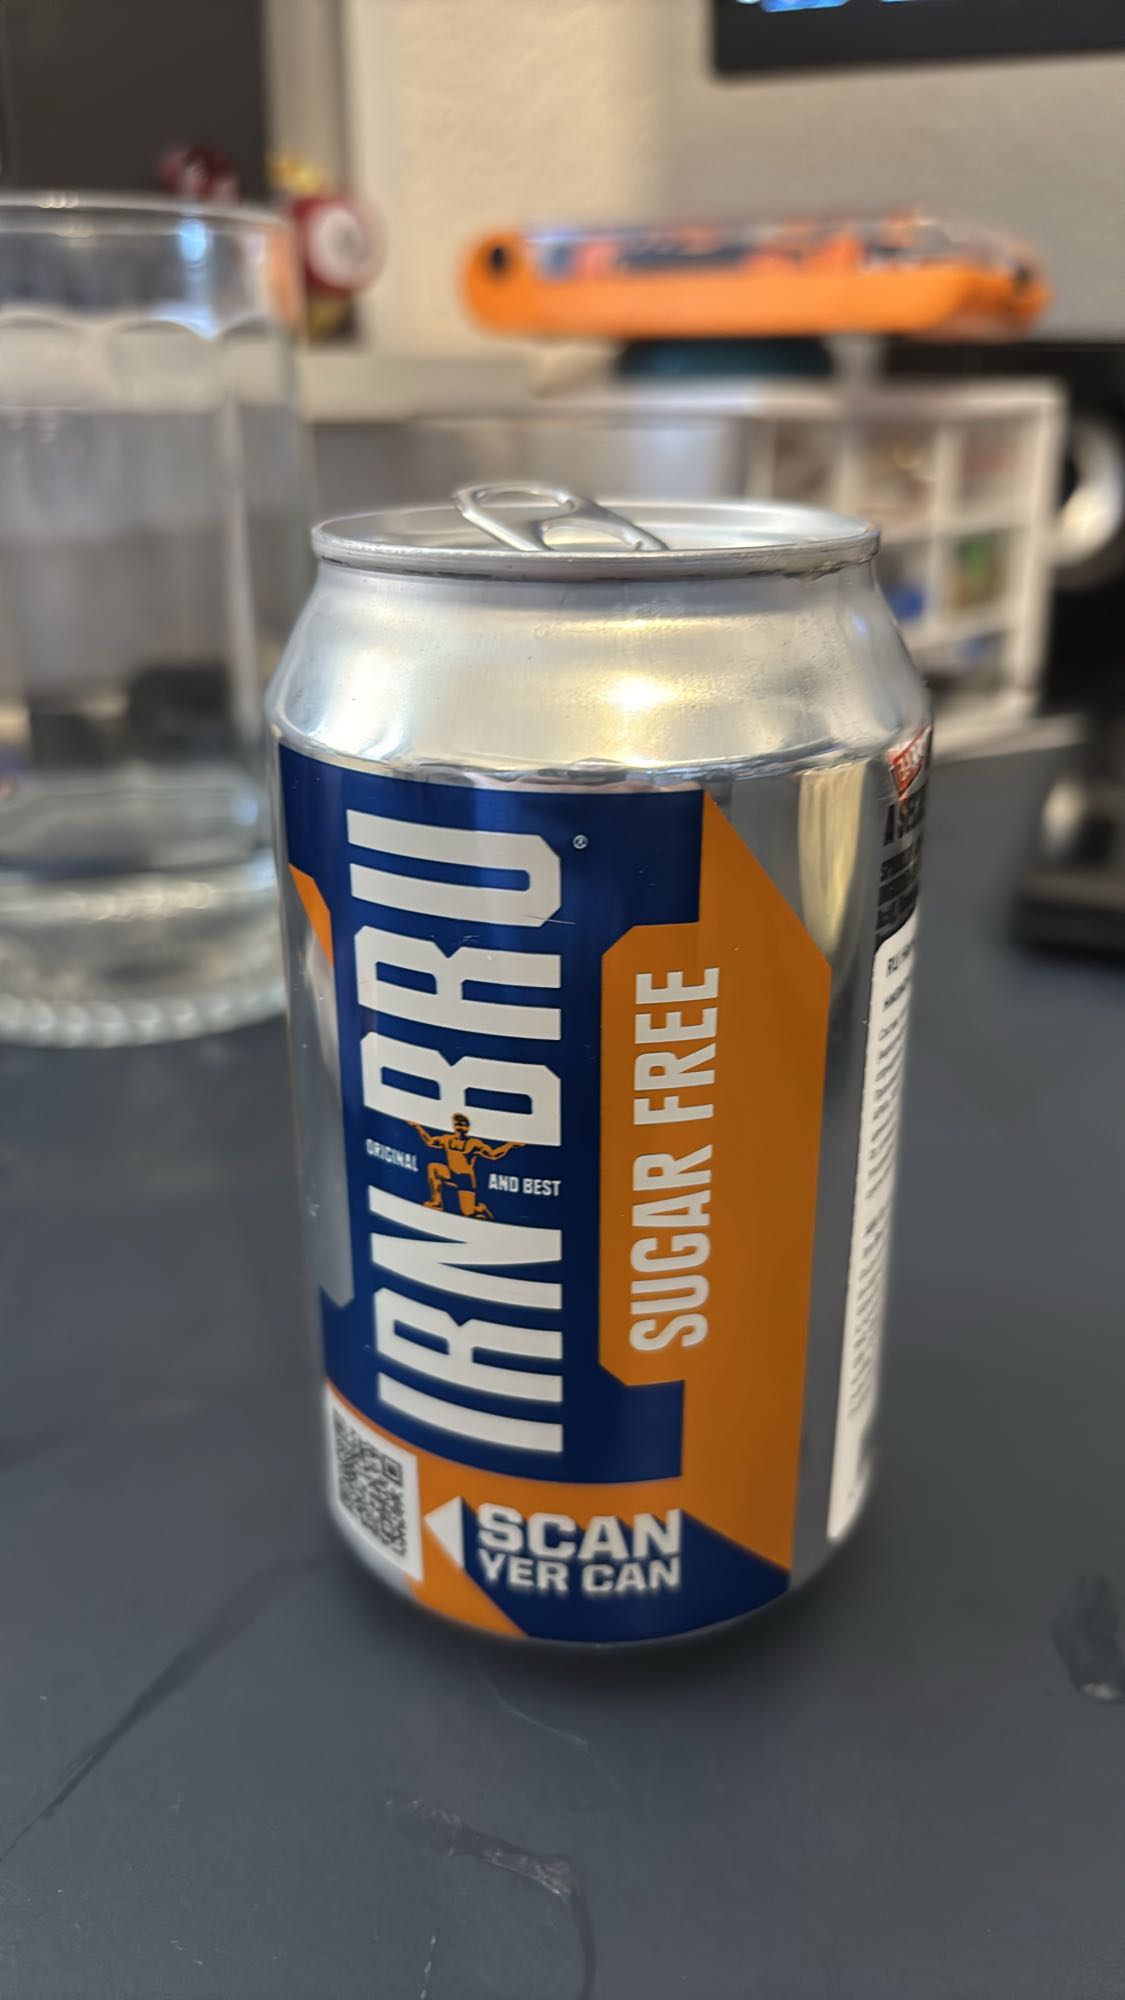 IRN BRU®
ORIGINAL
AND BEST
SUGAR FREE
SCAN
YER CAN